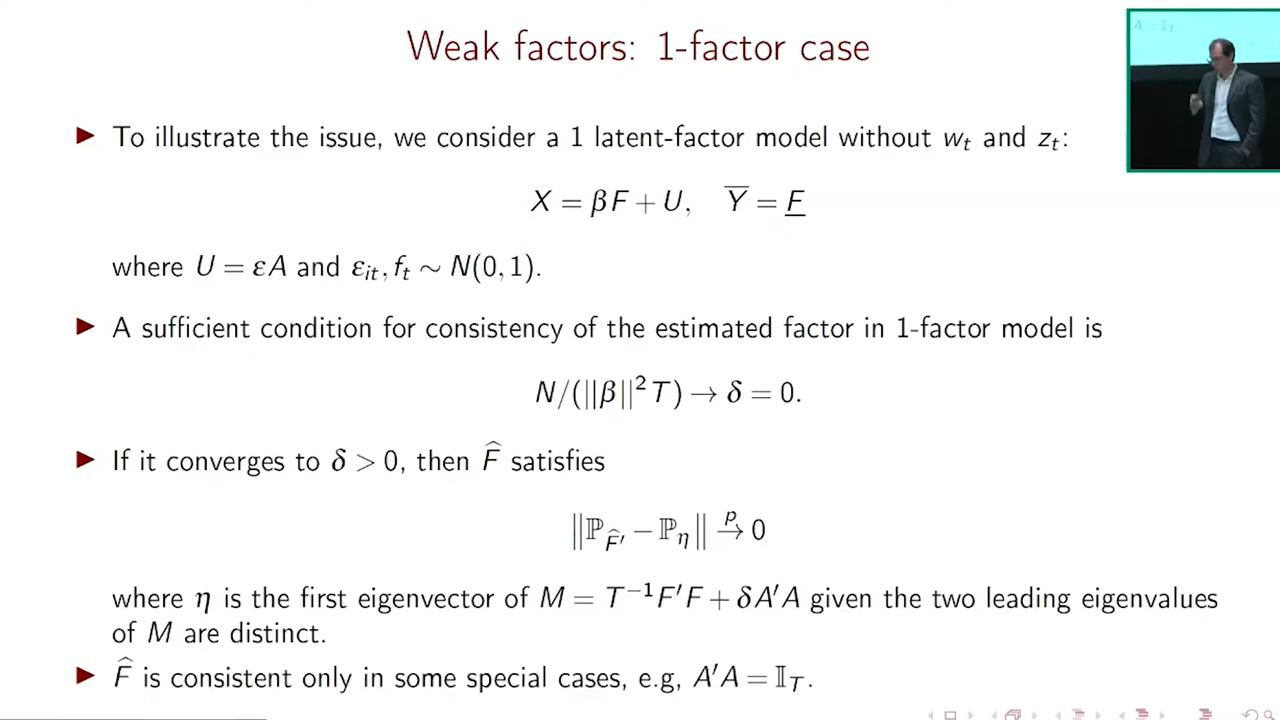 Weak factors: 1-factor case
A = 𝕀_T
▶ To illustrate the issue, we consider a 1 latent-factor model without w_t and z_t:
X = βF + U, Y̅ = F̲
where U = εA and ε_it, f_t ∼ N(0,1).
▶ A sufficient condition for consistency of the estimated factor in 1-factor model is
N/(||β||²T) → δ = 0.
▶ If it converges to δ > 0, then F̂ satisfies
‖ℙ_F̂′ − ℙ_η‖ →ᵖ 0
where η is the first eigenvector of M = T⁻¹F′F + δA′A given the two leading eigenvalues
of M are distinct.
▶ F̂ is consistent only in some special cases, e.g, A′A = 𝕀_T.